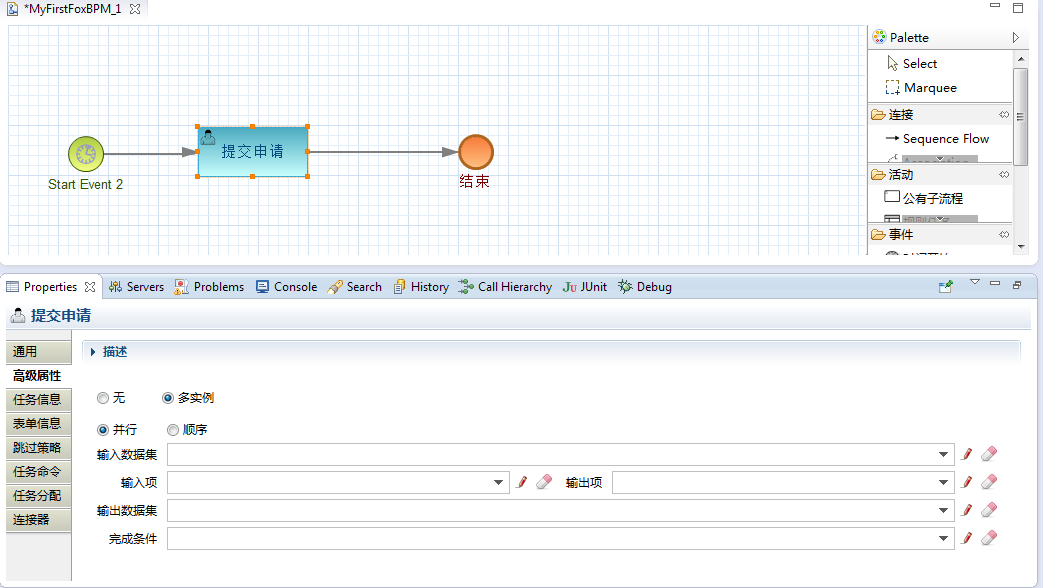 *MyFirstFoxBPM_1
Palette
Select
Marquee
连接
Sequence Flow
活动
公有子流程
事件
提交申请
Start Event 2
结束
Properties Servers Problems Console Search History Call Hierarchy JUnit Debug
提交申请
通用
高级属性
任务信息
表单信息
跳过策略
任务命令
任务分配
连接器
描述
无 多实例
并行 顺序
输入数据集
输入项 输出项
输出数据集
完成条件